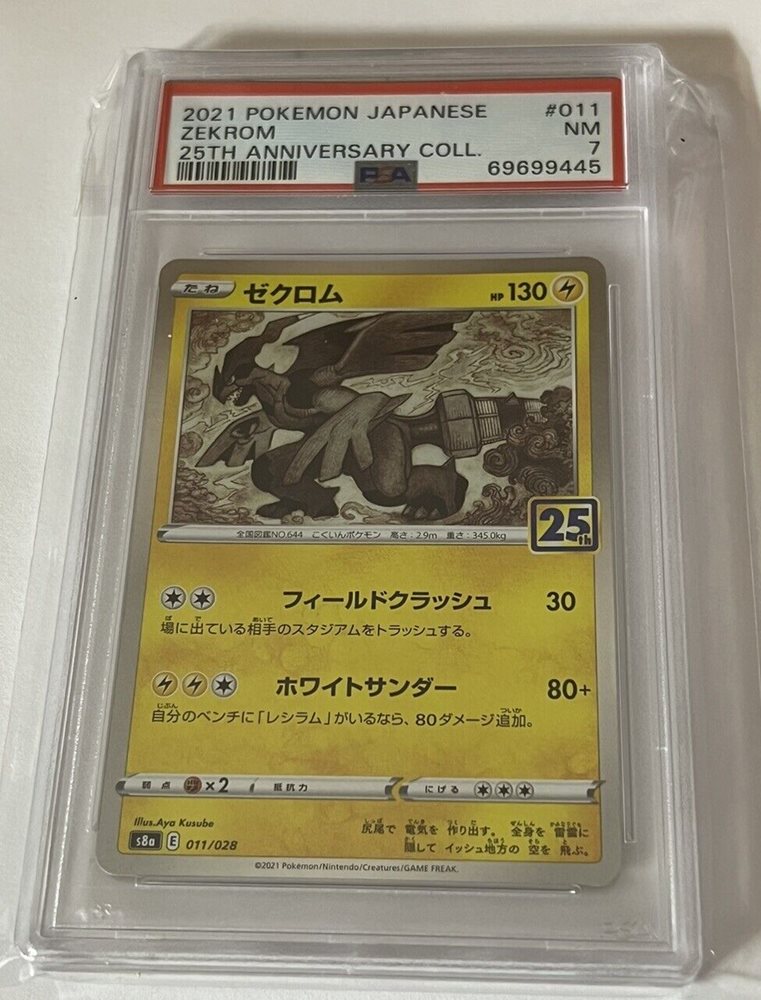 2021 POKEMON JAPANESE #011
ZEKROM NM
25TH ANNIVERSARY COLL. 7
PSA 69699445
たね ゼクロム HP 130
全国図鑑NO.644 こくいんポケモン 高さ:2.9m 重さ:345.0kg
25th
フィールドクラッシュ 30
場に出ている相手のスタジアムをトラッシュする。
ホワイトサンダー 80+
自分のベンチに「レシラム」がいるなら、80ダメージ追加。
弱点 ×2 抵抗力 にげる
Illus.Aya Kusube
尻尾で 電気を 作り出す。 全身を 雷雲に
隠して イッシュ地方の 空を 飛ぶ。
s8a E 011/028
©2021 Pokémon/Nintendo/Creatures/GAME FREAK.